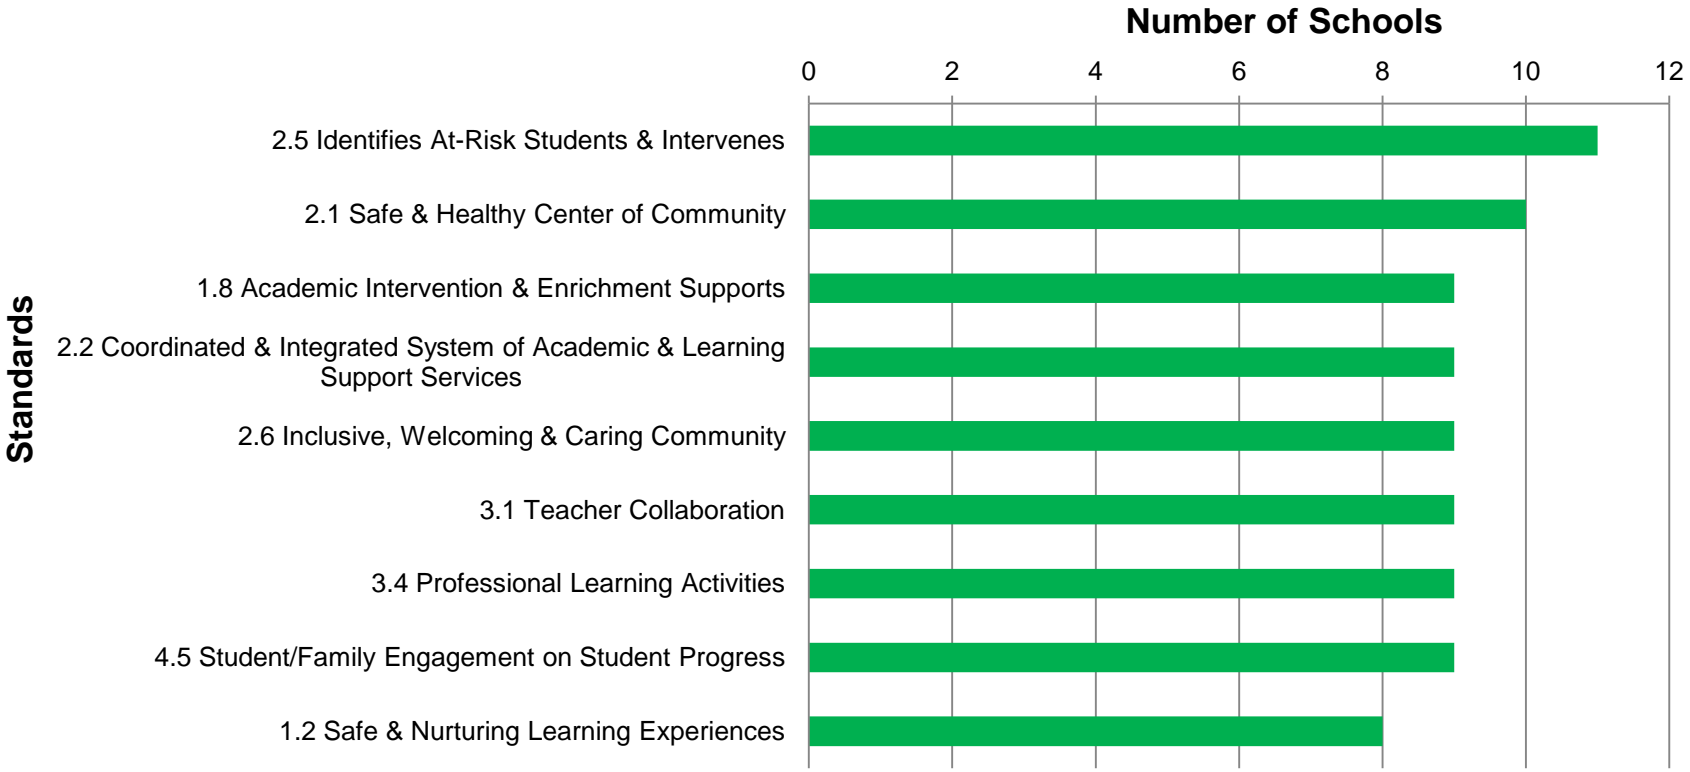 Number of Schools
0 2 4 6 8 10 12
Standards
2.5 Identifies At-Risk Students & Intervenes
2.1 Safe & Healthy Center of Community
1.8 Academic Intervention & Enrichment Supports
2.2 Coordinated & Integrated System of Academic & Learning
Support Services
2.6 Inclusive, Welcoming & Caring Community
3.1 Teacher Collaboration
3.4 Professional Learning Activities
4.5 Student/Family Engagement on Student Progress
1.2 Safe & Nurturing Learning Experiences